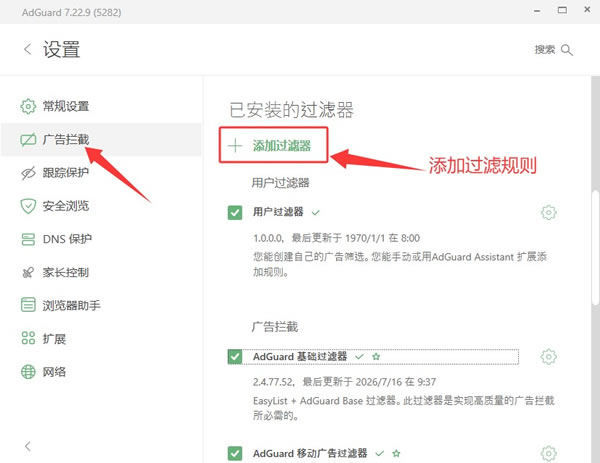 AdGuard 7.22.9 (5282)
设置
搜索
常规设置
广告拦截
跟踪保护
安全浏览
DNS 保护
家长控制
浏览器助手
扩展
网络
已安装的过滤器
添加过滤器
添加过滤规则
用户过滤器
用户过滤器
1.0.0.0，最后更新于 1970/1/1 在 8:00
您能创建自己的广告筛选。您能手动或用AdGuard Assistant 扩展添
加规则。
广告拦截
AdGuard 基础过滤器
2.4.77.52，最后更新于 2026/7/16 在 9:37
EasyList + AdGuard Base 过滤器。此过滤器是实现高质量的广告拦截
所必需的。
AdGuard 移动广告过滤器